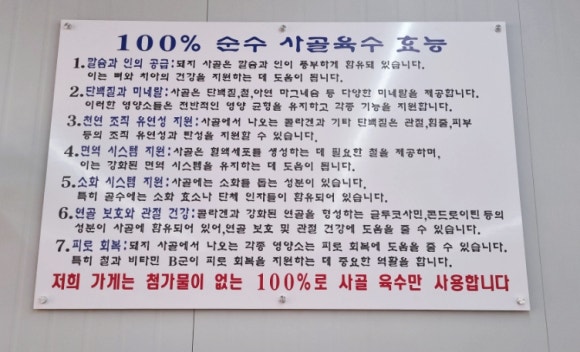 100% 순수 사골육수 효능
1.칼슘과 인의 공급:돼지 사골은 칼슘과 인이 풍부하게 함유돼 있습니다.
이는 뼈와 치아의 건강을 지원하는 데 도움이 됩니다.
2.단백질과 미네랄:사골은 단백질,철,아연 마그네슘 등 다양한 미네랄을 제공합니다.
이러한 영양소들은 전반적인 영양 균형을 유지하고 각종 기능을 지원합니다.
3.천연 조직 유연성 지원:사골에서 나오는 콜라겐과 기타 단백질은 관절,힘줄,피부
등의 조직 유연성과 탄성을 지원할 수 있습니다.
4.면역 시스템 지원:사골은 혈액세포를 생성하는 데 필요한 철을 제공하며,
이는 강화된 면역 시스템을 유지하는 데 도움이 됩니다.
5.소화 시스템 지원:사골에는 소화를 돕는 성분이 있습니다.
특히 골수에는 소화 효소나 단체 인자들이 함유되어 있습니다.
6.연골 보호와 관절 건강:콜라겐과 강화된 연골을 형성하는 글루코사민,콘드로이틴 등의
성분이 사골에 함유되어 있어,연골 보호 및 관절 건강에 도움을 줄 수 있습니다.
7.피로 회복:돼지 사골에서 나오는 각종 영양소는 피로 회복에 도움을 줄 수 있습니다.
특히 철과 비타민 B군이 피로 회복을 지원하는 데 중요한 역할을 합니다.
저희 가게는 첨가물이 없는 100%로 사골 육수만 사용합니다